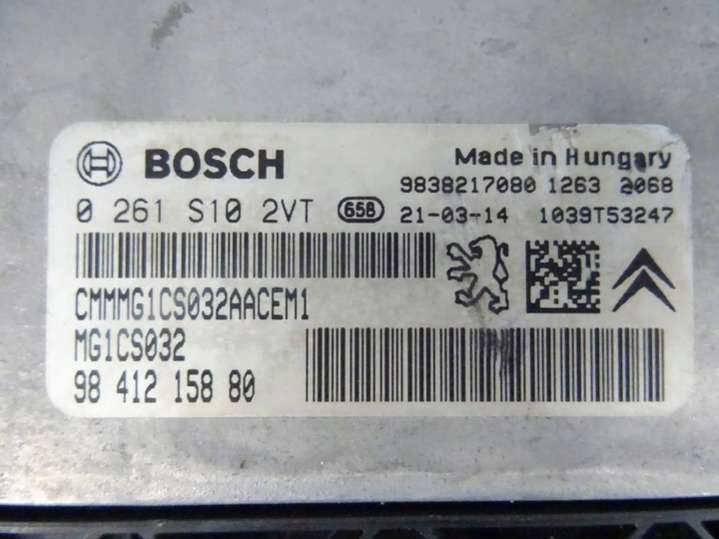 BOSCH
Made in Hungary
9838217080 1263 2068
0 261 S10 2VT 658 21-03-14 1039T53247
CMMMG1CS032AACEM1
MG1CS032
98 412 158 80